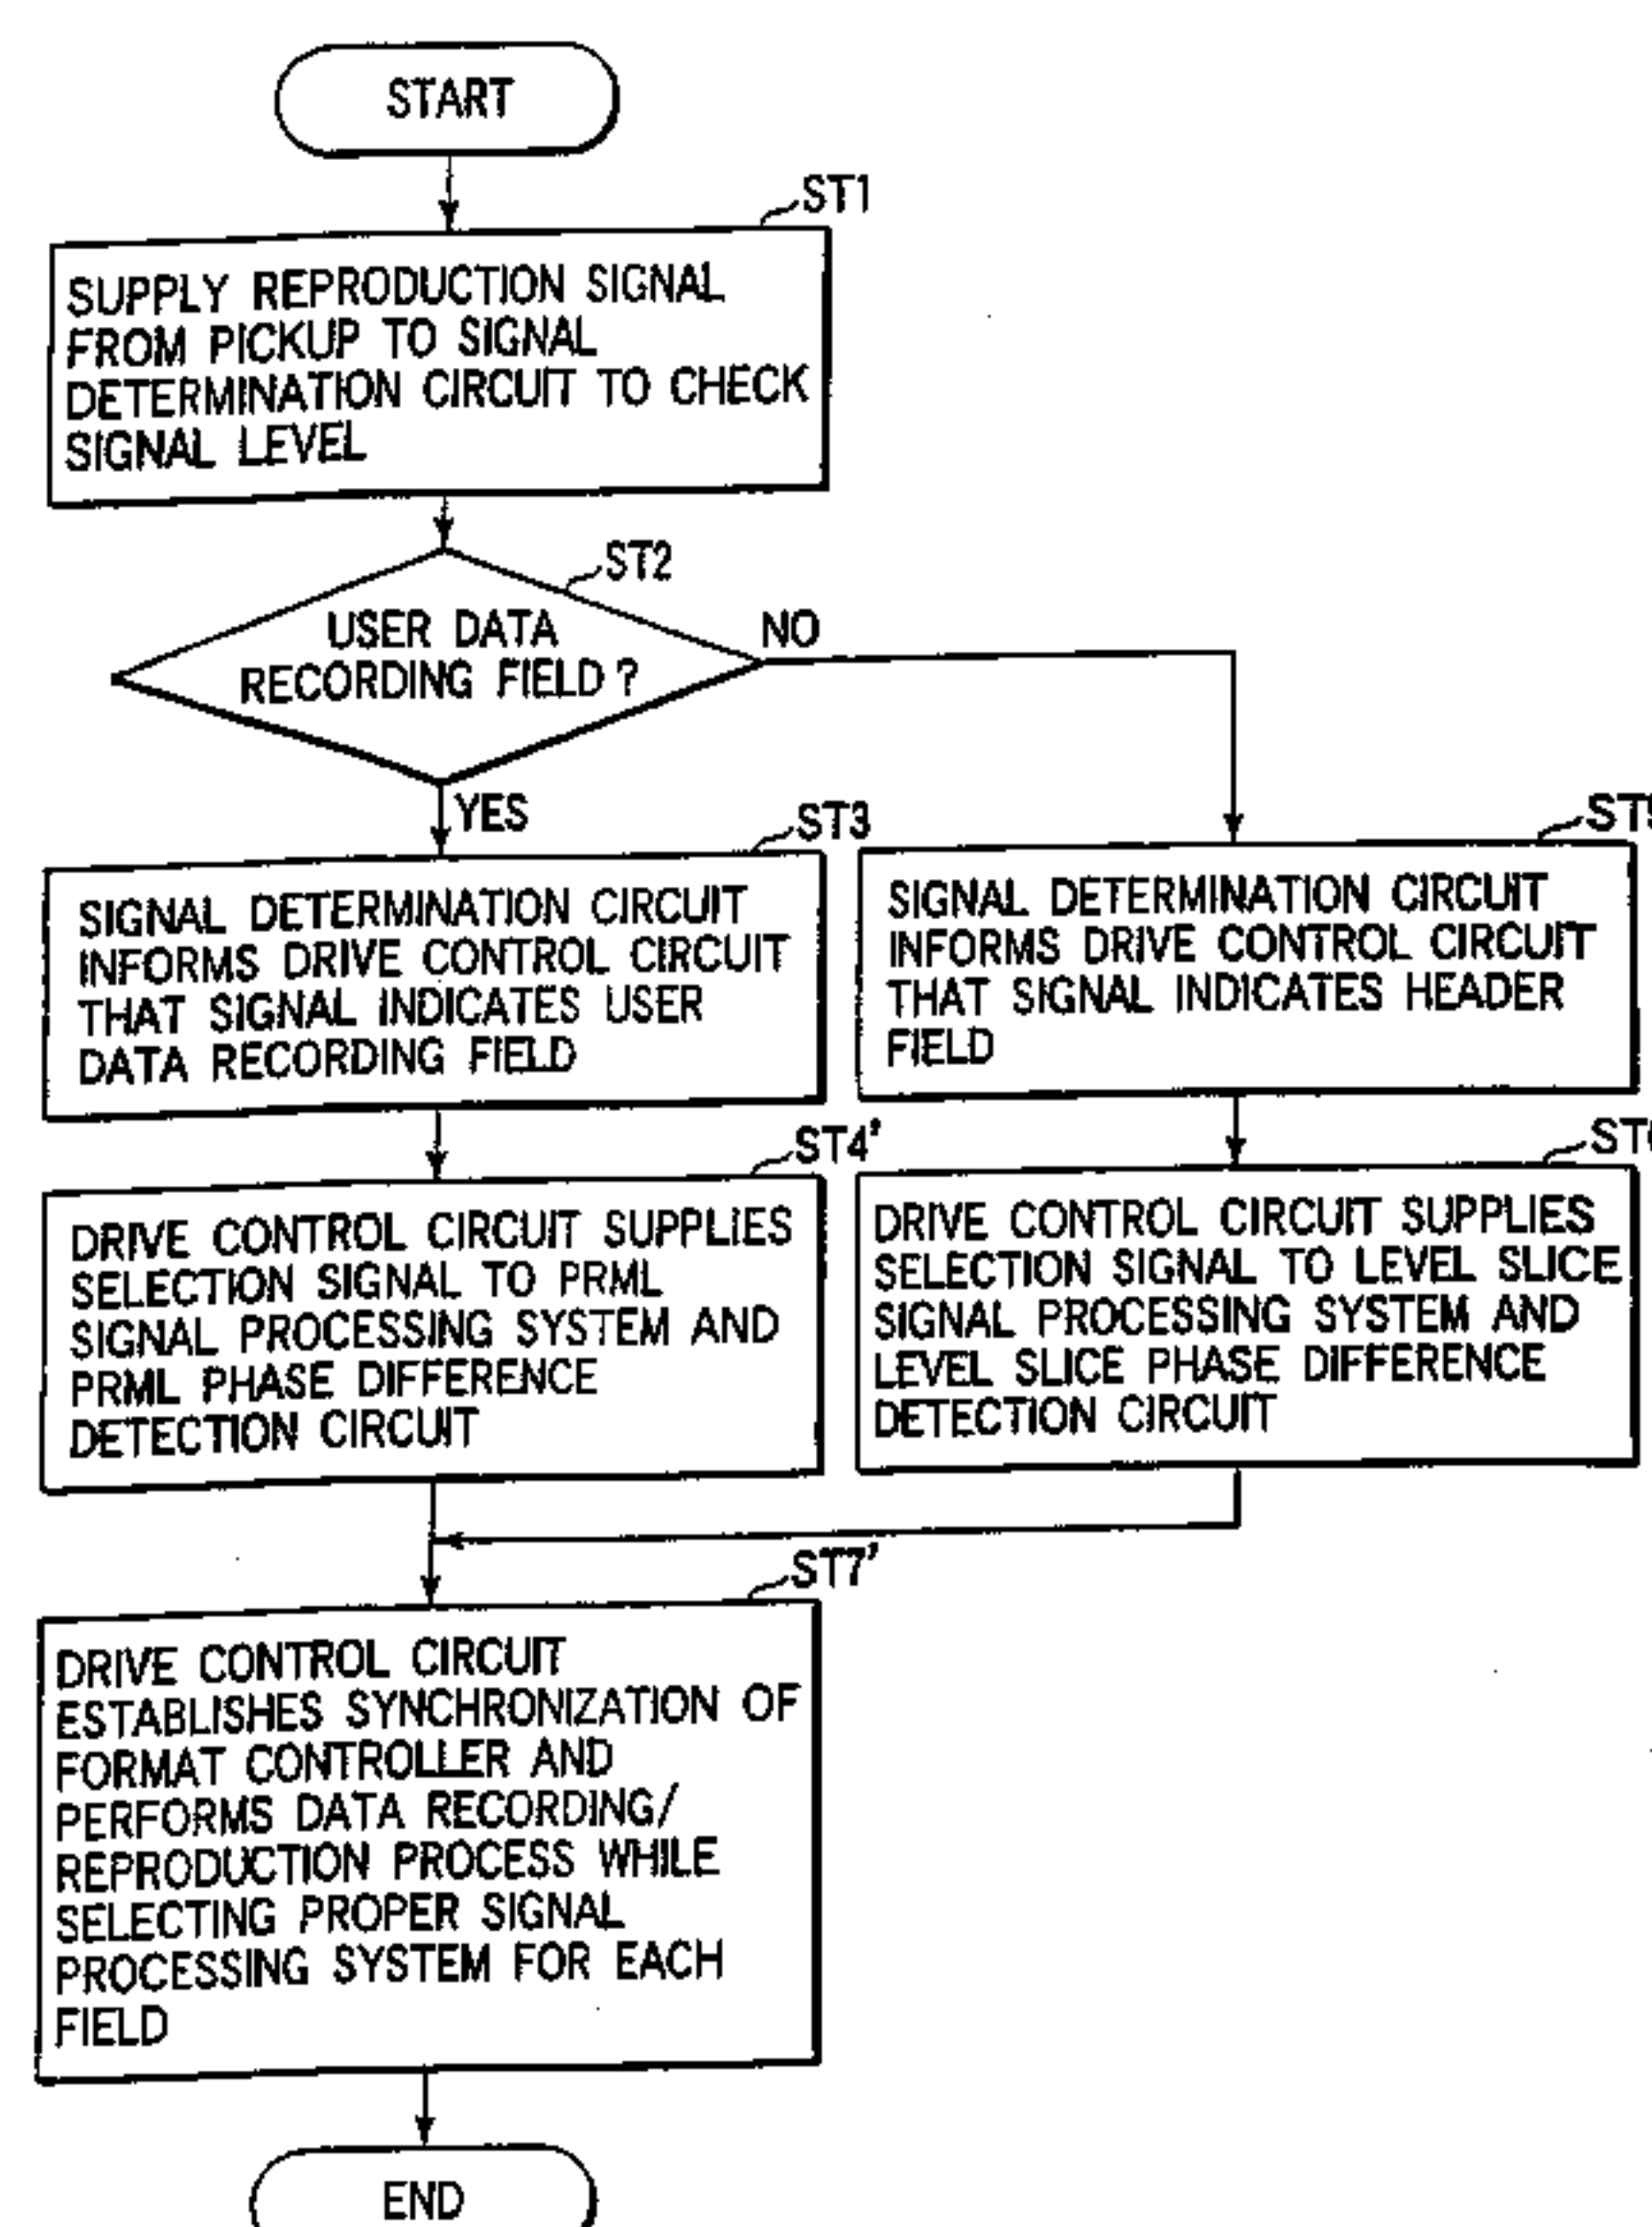 START
ST1
SUPPLY REPRODUCTION SIGNAL
FROM PICKUP TO SIGNAL
DETERMINATION CIRCUIT TO CHECK
SIGNAL LEVEL
ST2
USER DATA
RECORDING FIELD?
NO
YES
ST3
SIGNAL DETERMINATION CIRCUIT
INFORMS DRIVE CONTROL CIRCUIT
THAT SIGNAL INDICATES USER
DATA RECORDING FIELD
SIGNAL DETERMINATION CIRCUIT
INFORMS DRIVE CONTROL CIRCUIT
THAT SIGNAL INDICATES HEADER
FIELD
ST4'
DRIVE CONTROL CIRCUIT SUPPLIES
SELECTION SIGNAL TO PRML
SIGNAL PROCESSING SYSTEM AND
PRML PHASE DIFFERENCE
DETECTION CIRCUIT
DRIVE CONTROL CIRCUIT SUPPLIES
SELECTION SIGNAL TO LEVEL SLICE
SIGNAL PROCESSING SYSTEM AND
LEVEL SLICE PHASE DIFFERENCE
DETECTION CIRCUIT
ST7'
DRIVE CONTROL CIRCUIT
ESTABLISHES SYNCHRONIZATION OF
FORMAT CONTROLLER AND
PERFORMS DATA RECORDING/
REPRODUCTION PROCESS WHILE
SELECTING PROPER SIGNAL
PROCESSING SYSTEM FOR EACH
FIELD
END